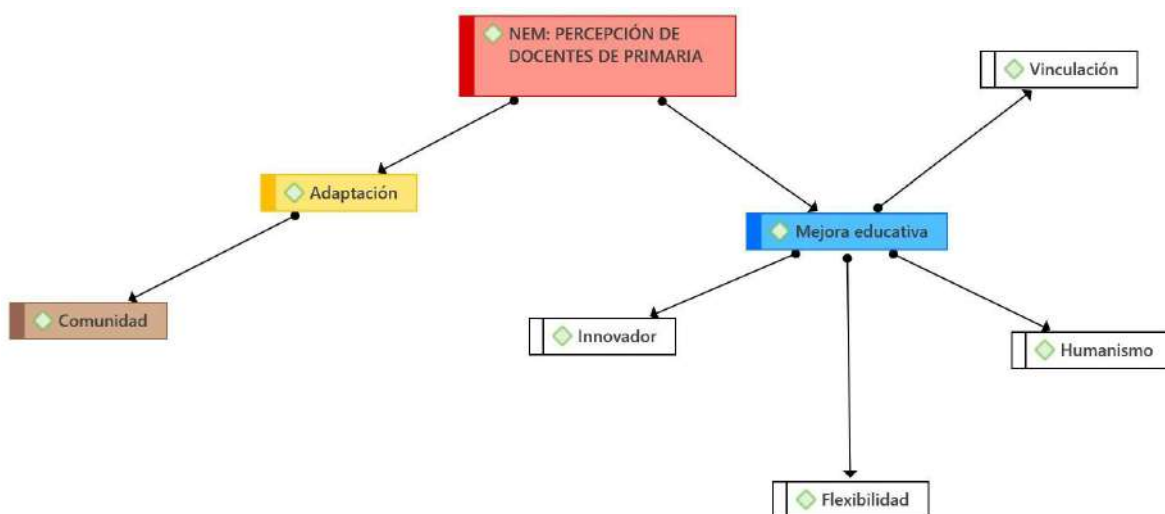 NEM: PERCEPCIÓN DE
DOCENTES DE PRIMARIA
Vinculación
Adaptación
Mejora educativa
Comunidad
Innovador
Humanismo
Flexibilidad